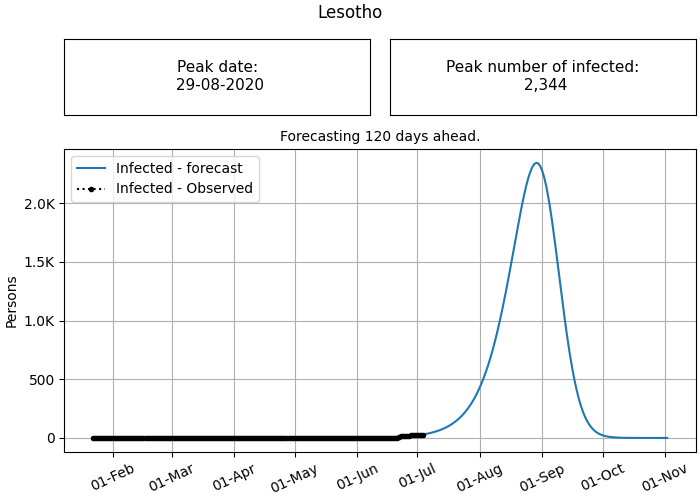 Lesotho
Peak date:
29-08-2020
Peak number of infected:
2,344
Forecasting 120 days ahead.
Infected - forecast
Infected - Observed
Persons
2.0K
1.5K
1.0K
500
0
01-Feb
01-Mar
01-Apr
01-May
01-Jun
01-Jul
01-Aug
01-Sep
01-Oct
01-Nov